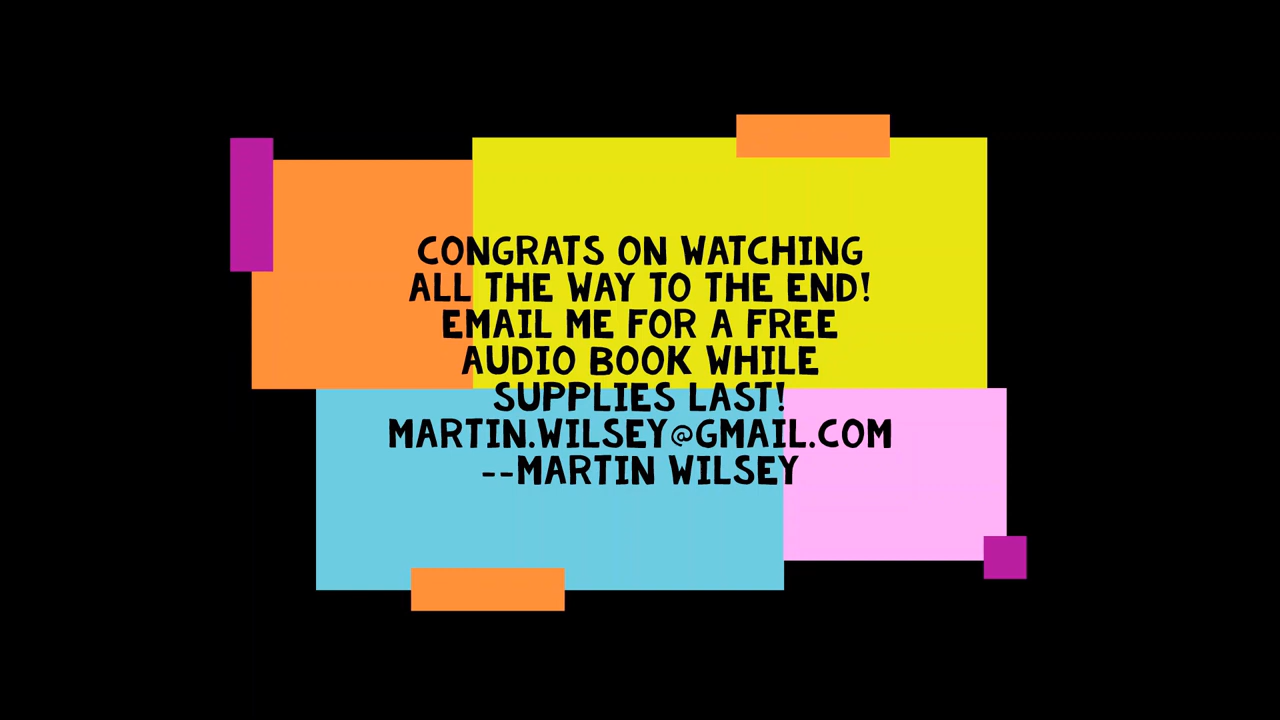 CONGRATS ON WATCHING
ALL THE WAY TO THE END!
EMAIL ME FOR A FREE
AUDIO BOOK WHILE
SUPPLIES LAST!
MARTIN.WILSEY@GMAIL.COM
--MARTIN WILSEY